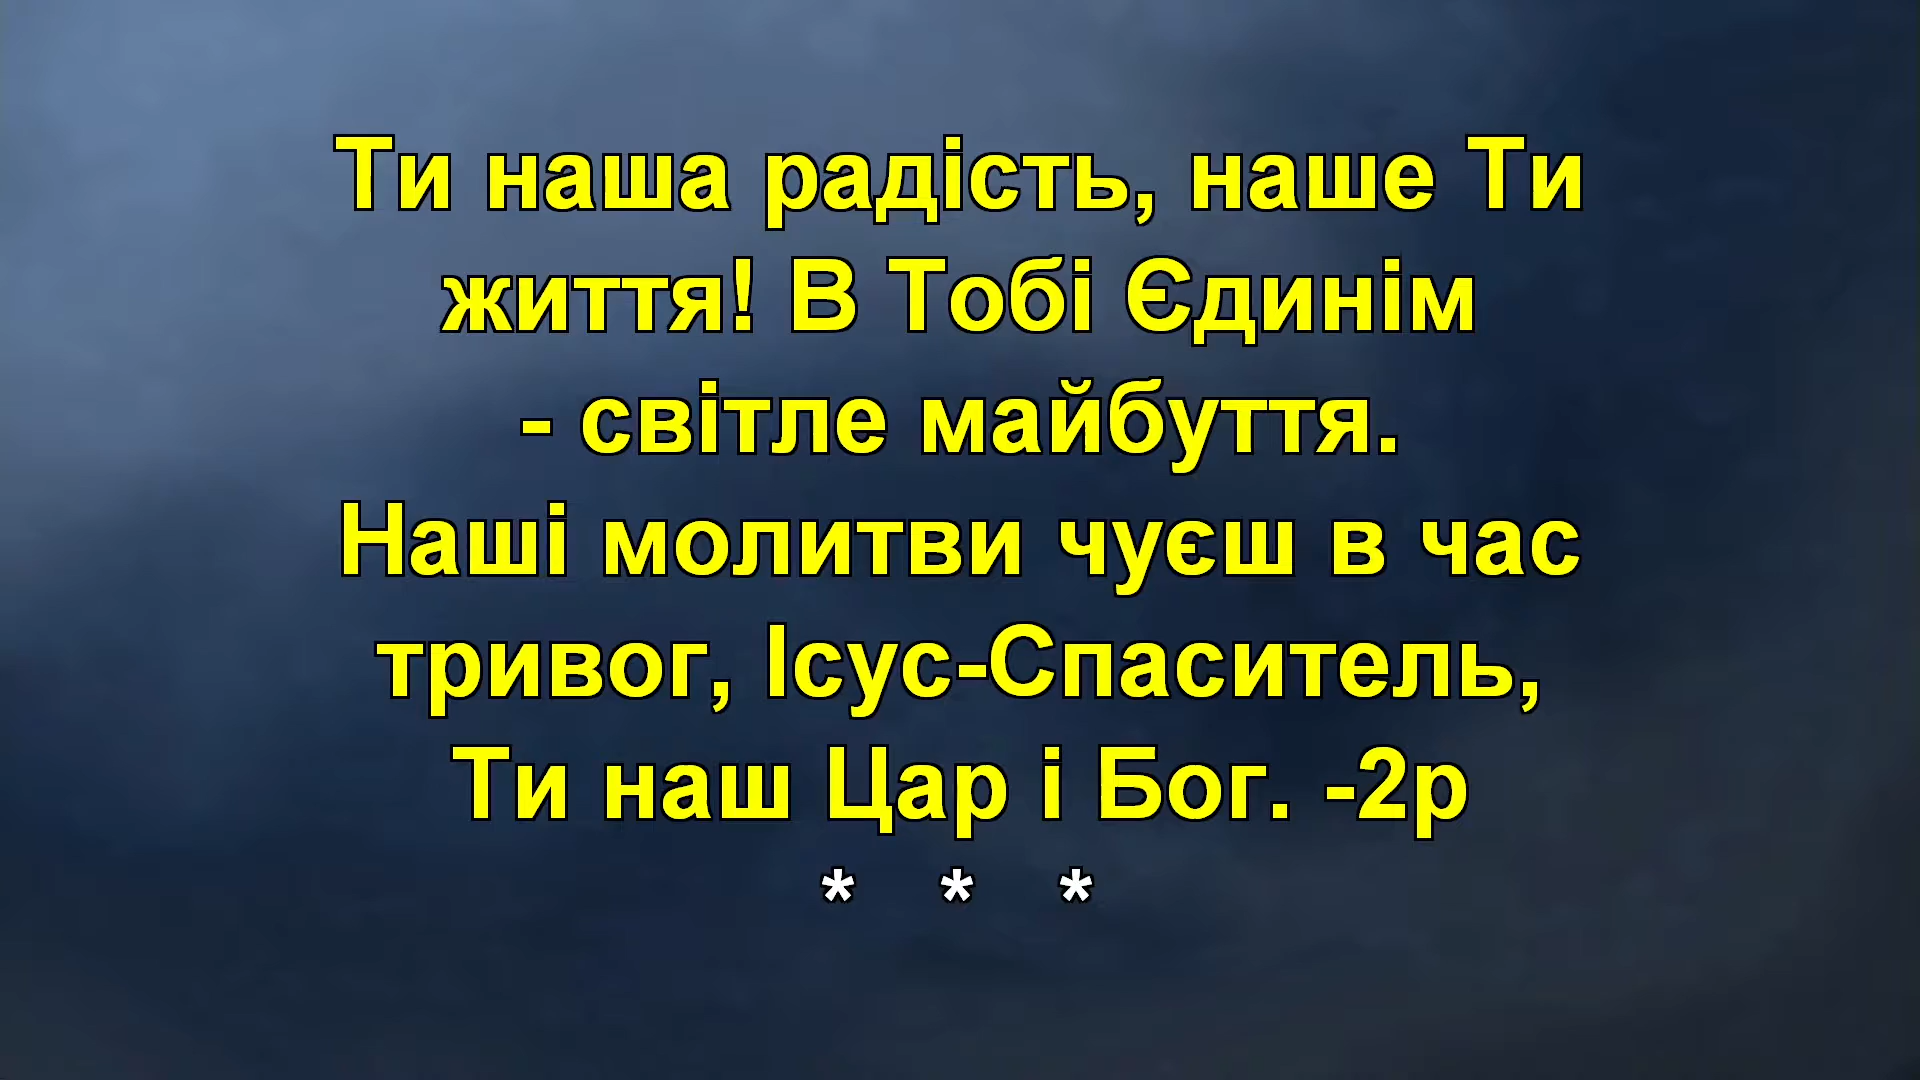 Ти наша радість, наше Ти
життя! В Тобі Єдинім
- світле майбуття.
Наші молитви чуєш в час
тривог, Ісус-Спаситель,
Ти наш Цар і Бог. -2р
* * *